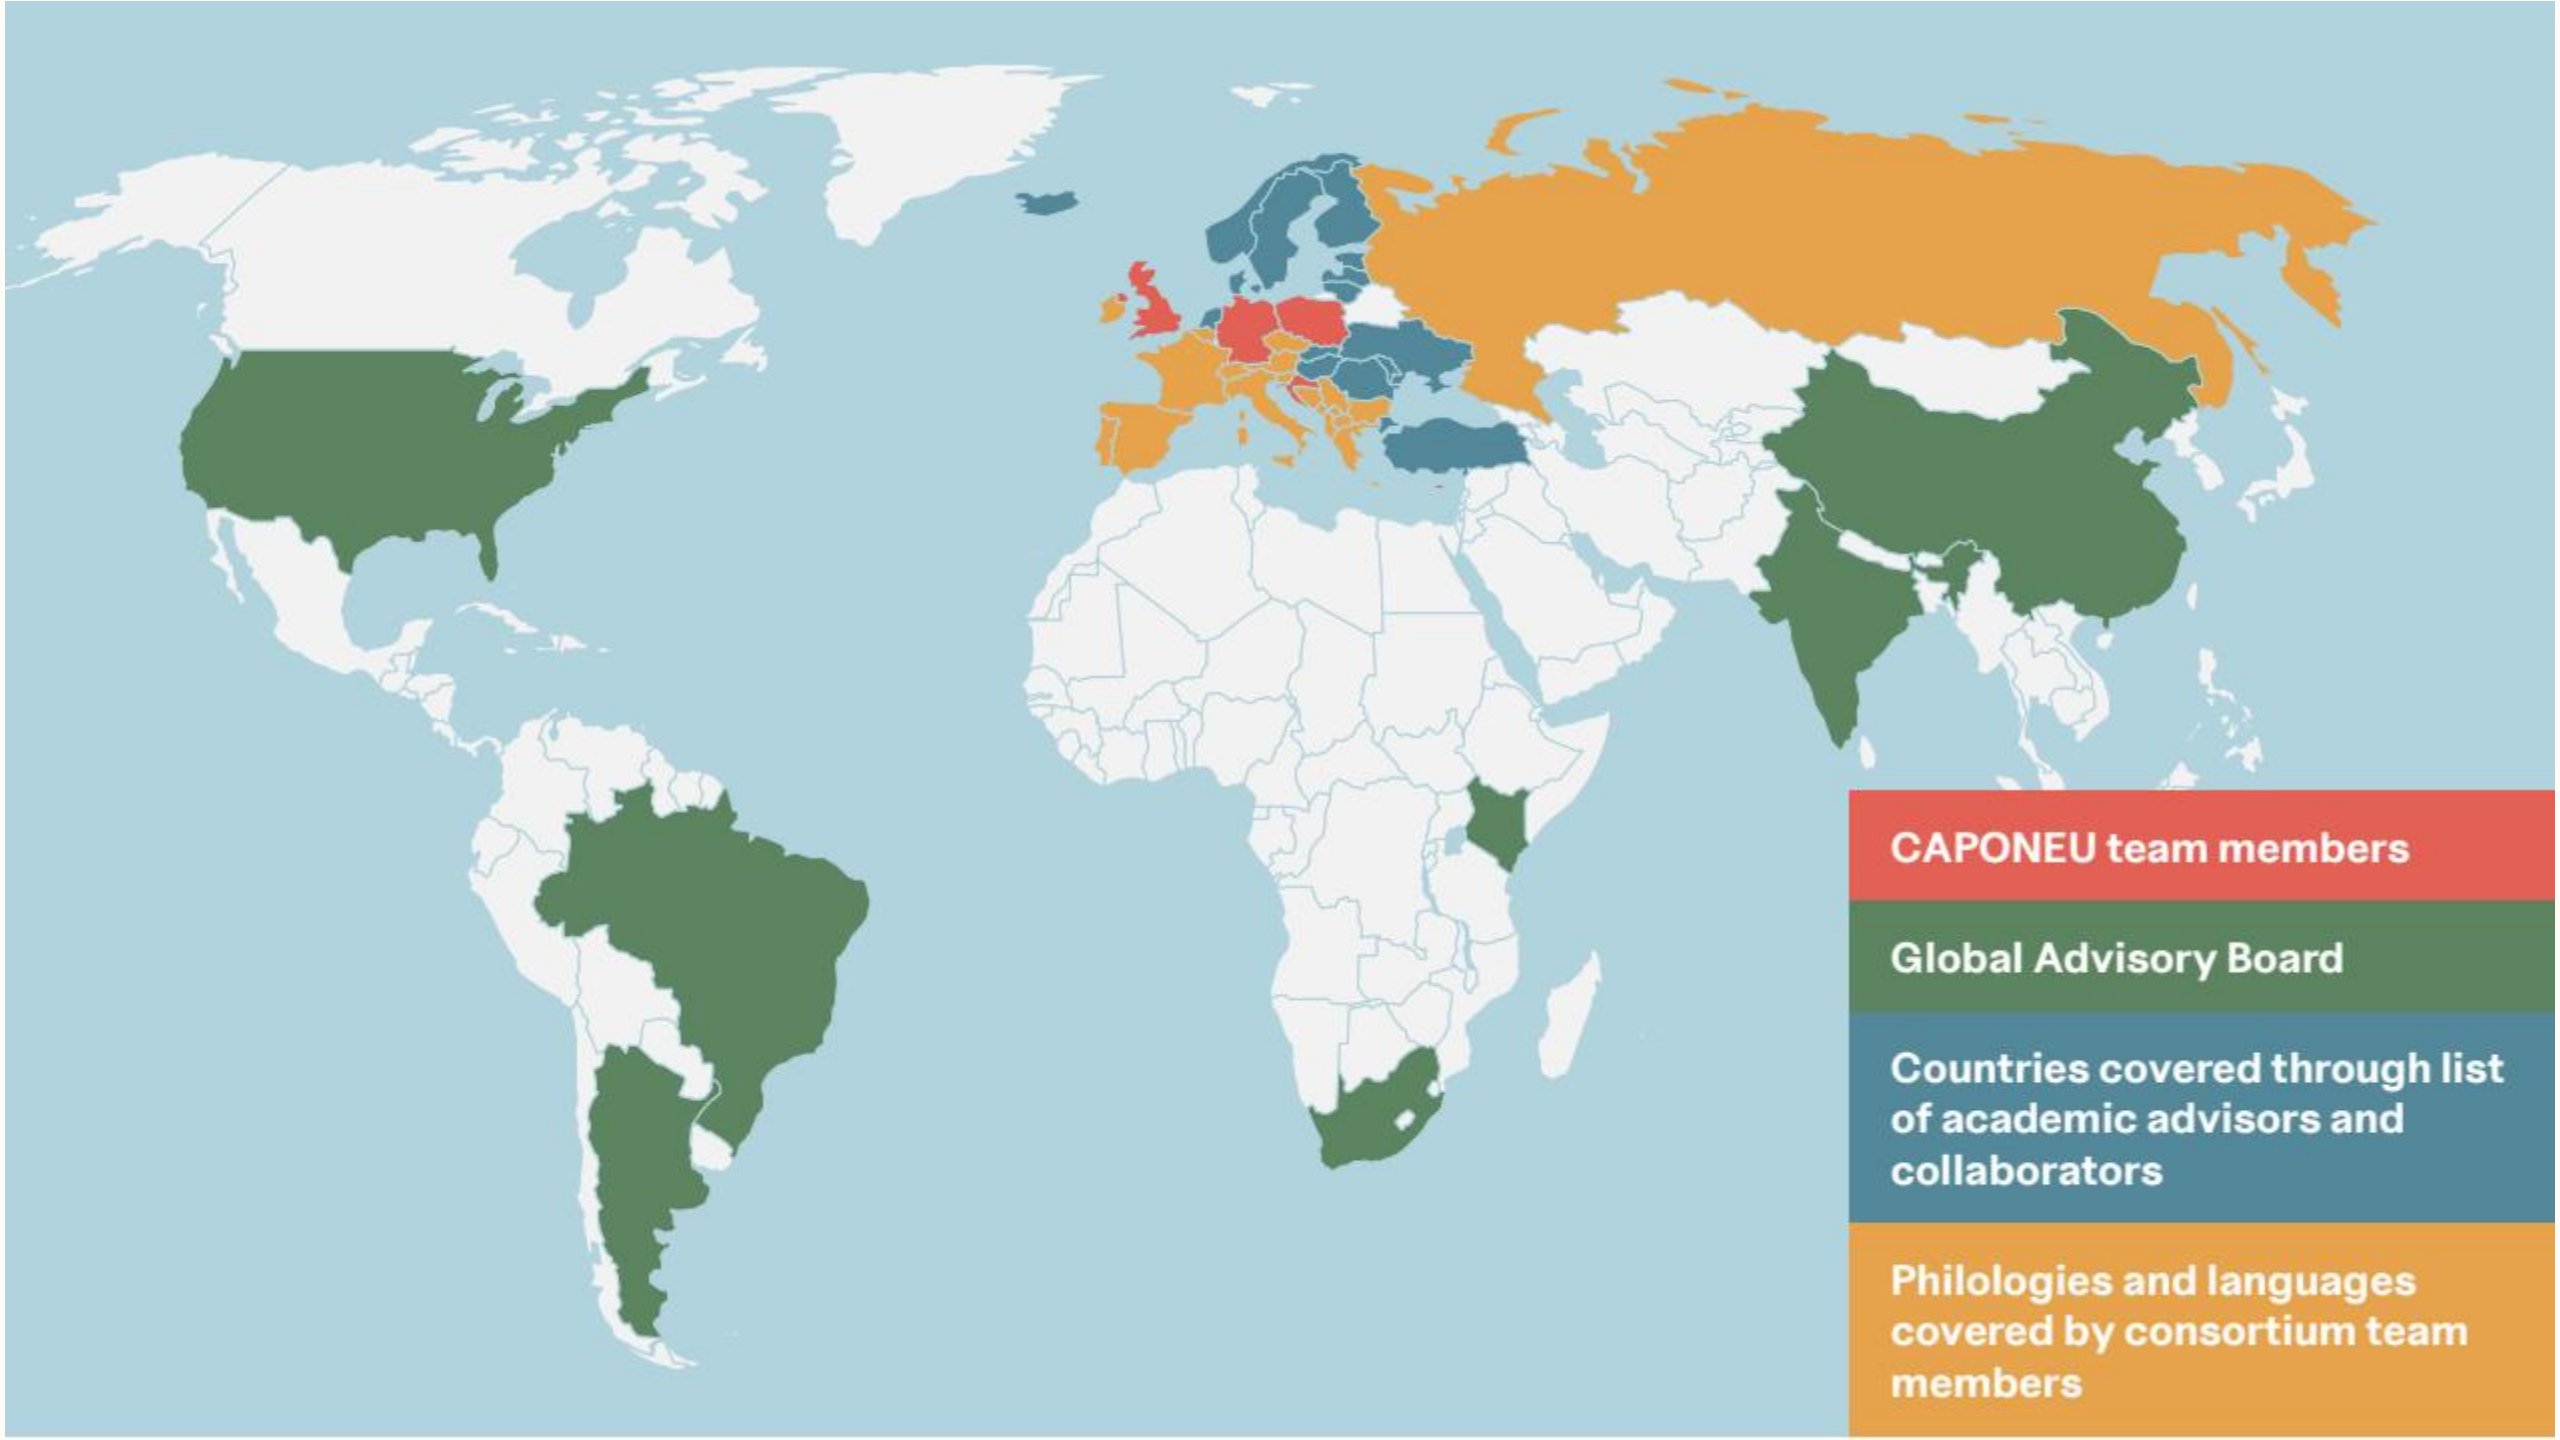 CAPONEU team members
Global Advisory Board
Countries covered through list
of academic advisors and
collaborators
Philologies and languages
covered by consortium team
members